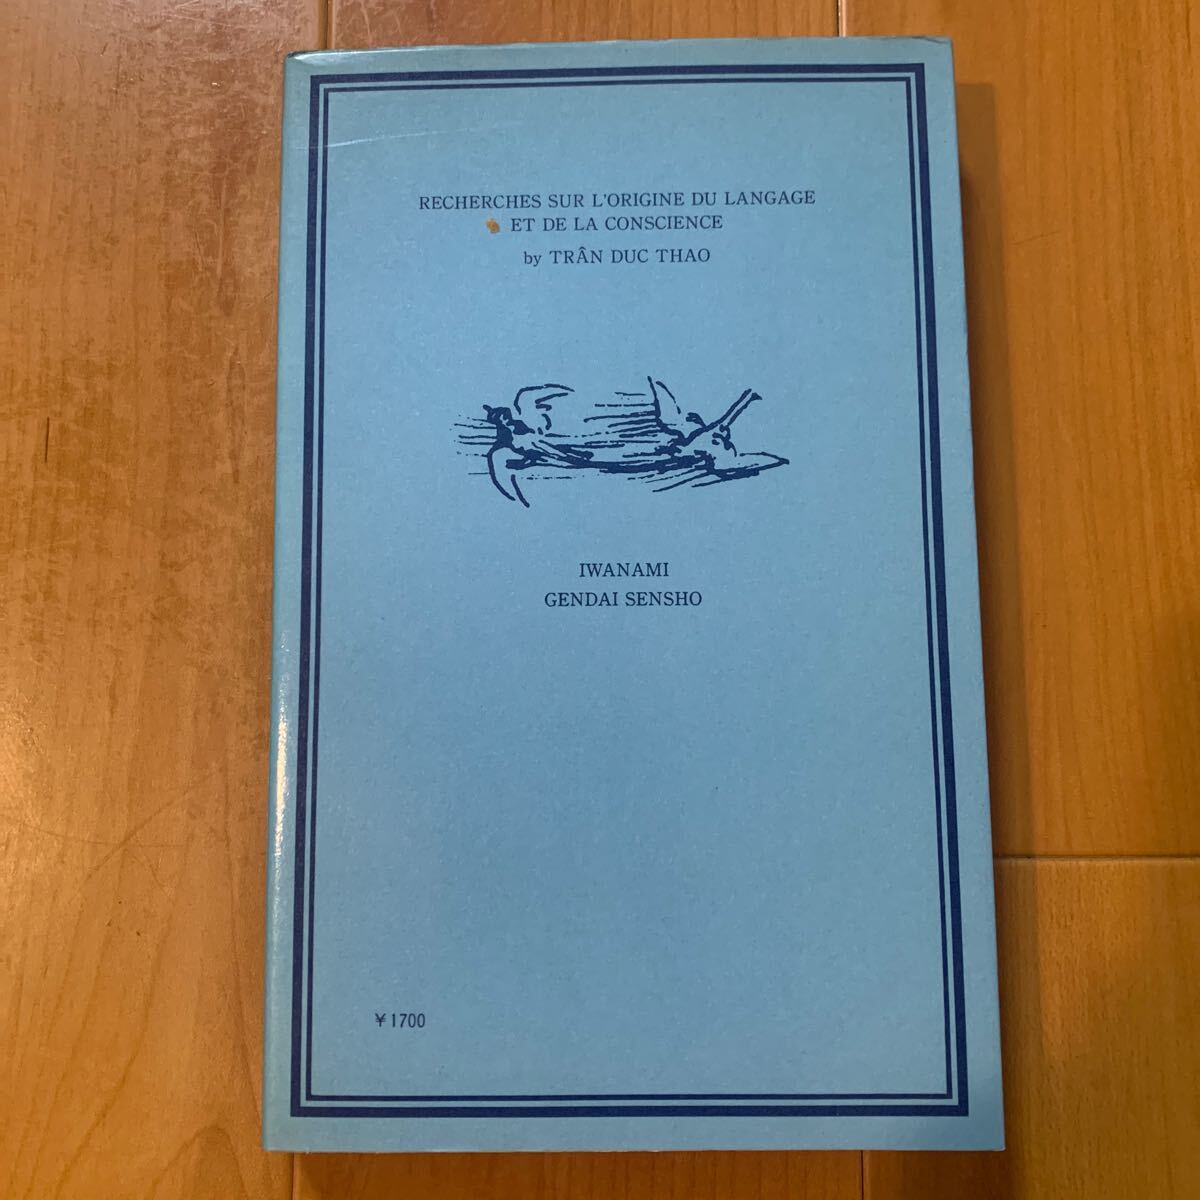 RECHERCHES SUR L'ORIGINE DU LANGAGE
ET DE LA CONSCIENCE
by TRÂN DUC THAO
IWANAMI
GENDAI SENSHO
¥1700